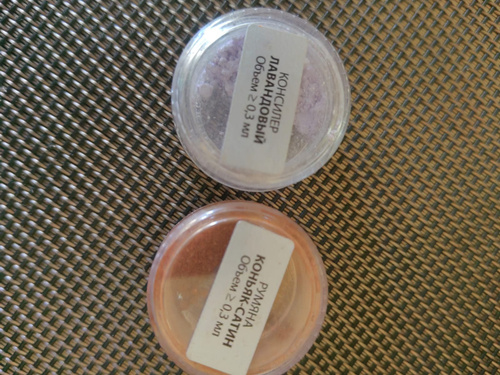 КОНСИЛЕР
ЛАВАНДОВЫЙ
Объем ≥ 0,3 мл
РУМЯНА
КОНЬЯК-САТИН
Объем ≥ 0,3 мл